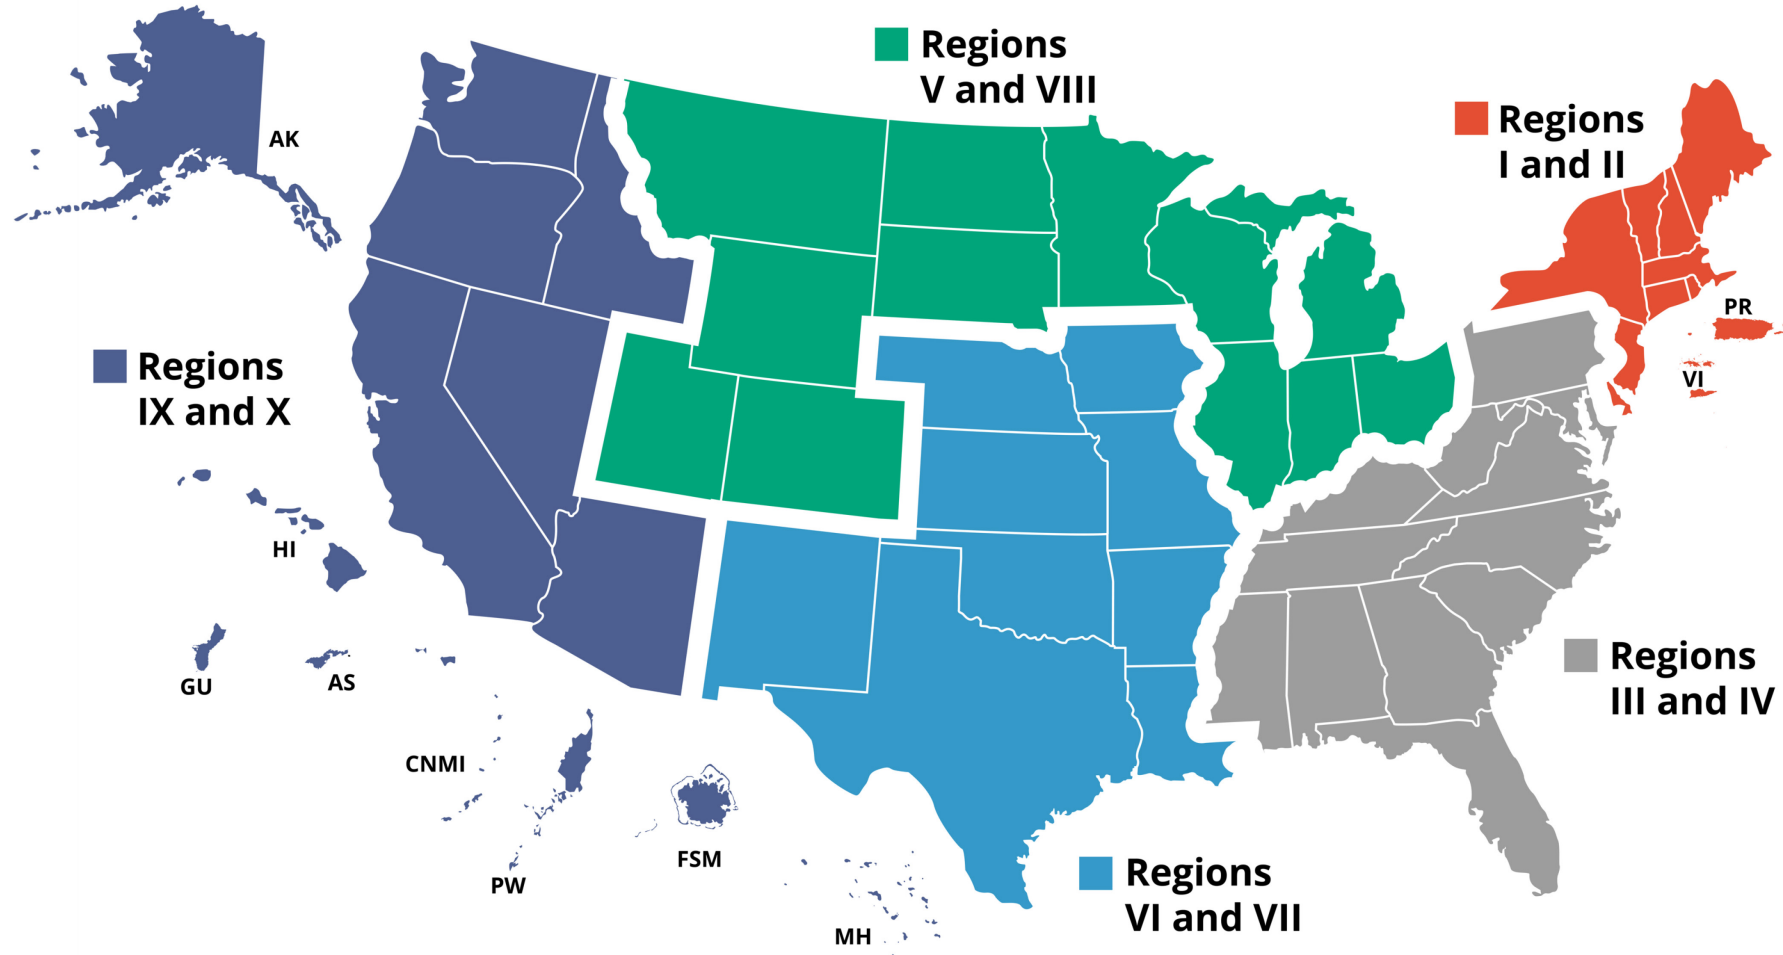 Regions
V and VIII
Regions
I and II
AK
PR
VI
Regions
IX and X
HI
GU
AS
CNMI
PW
FSM
MH
Regions
III and IV
Regions
VI and VII